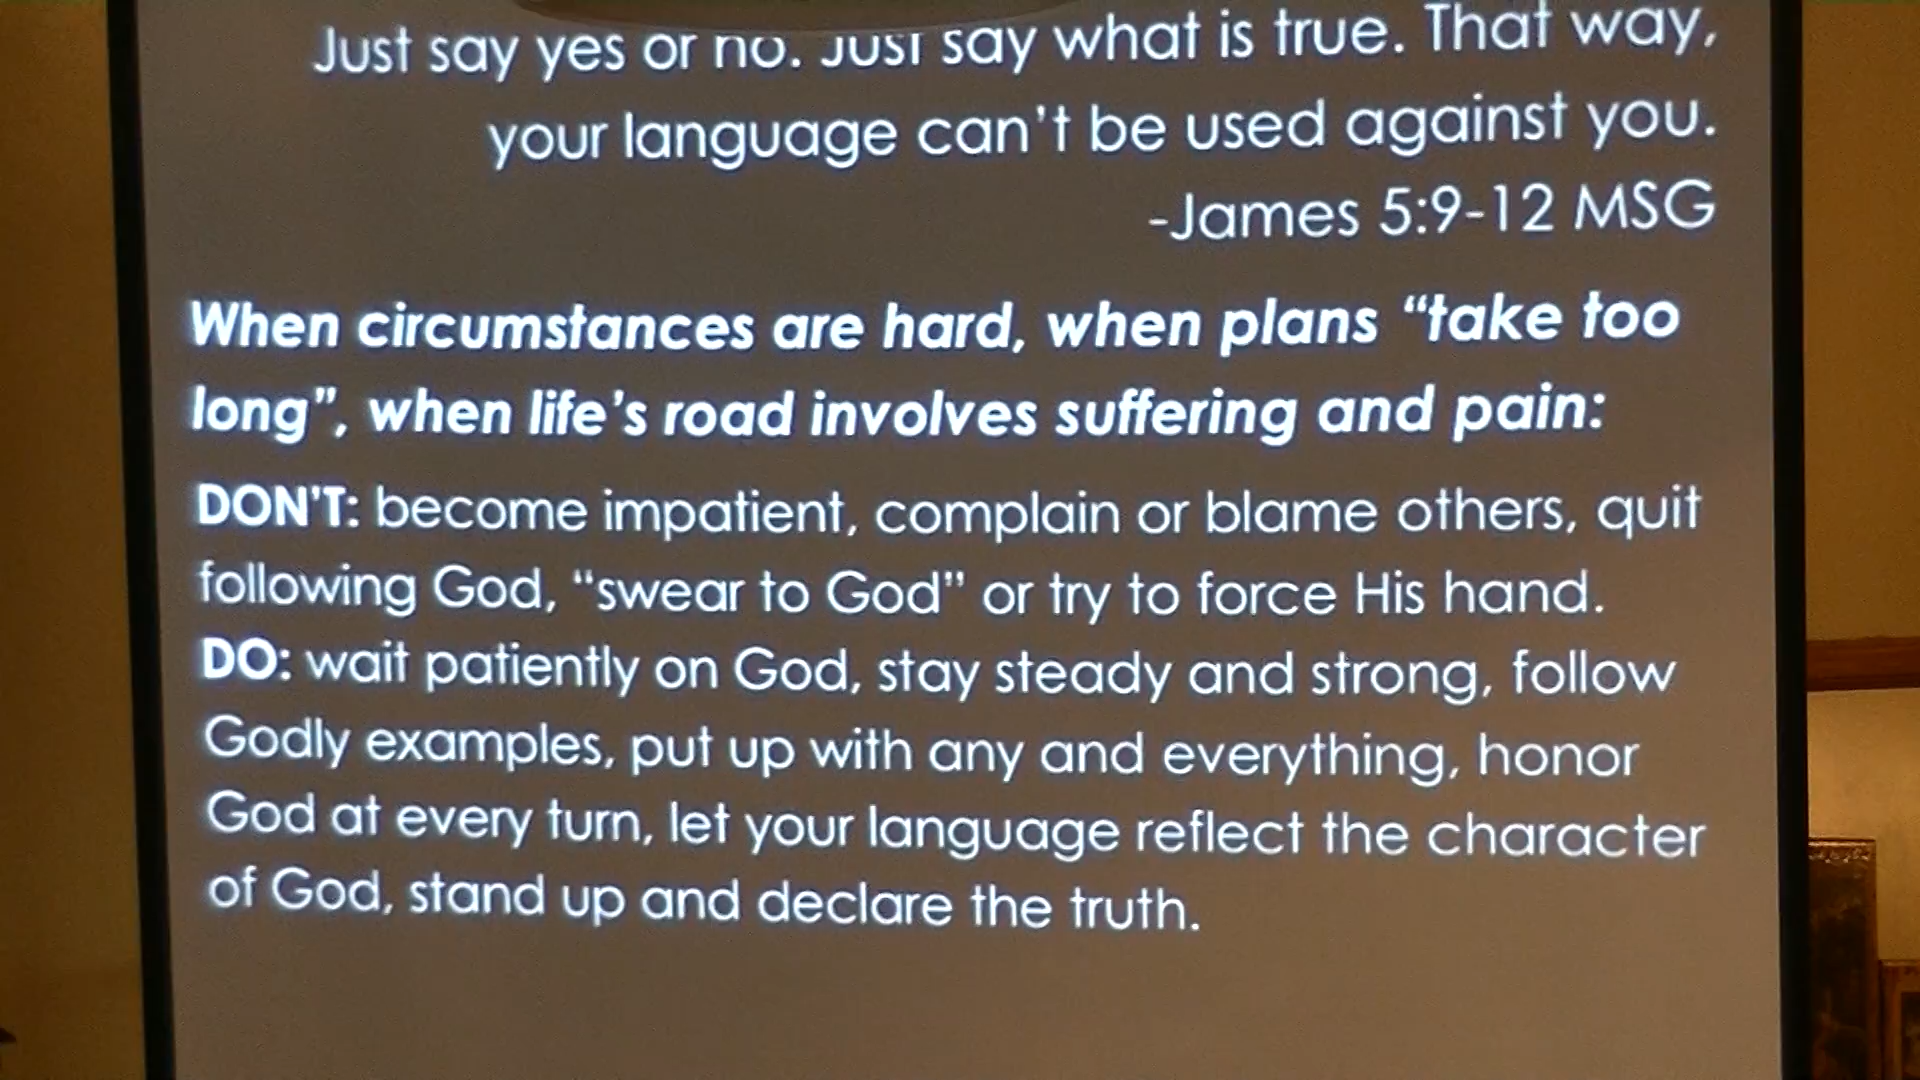 Just say yes or no. Just say what is true. That way,
your language can't be used against you.
-James 5:9-12 MSG
When circumstances are hard, when plans “take too
long”, when life's road involves suffering and pain:
DON'T: become impatient, complain or blame others, quit
following God, “swear to God” or try to force His hand.
DO: wait patiently on God, stay steady and strong, follow
Godly examples, put up with any and everything, honor
God at every turn, let your language reflect the character
of God, stand up and declare the truth.